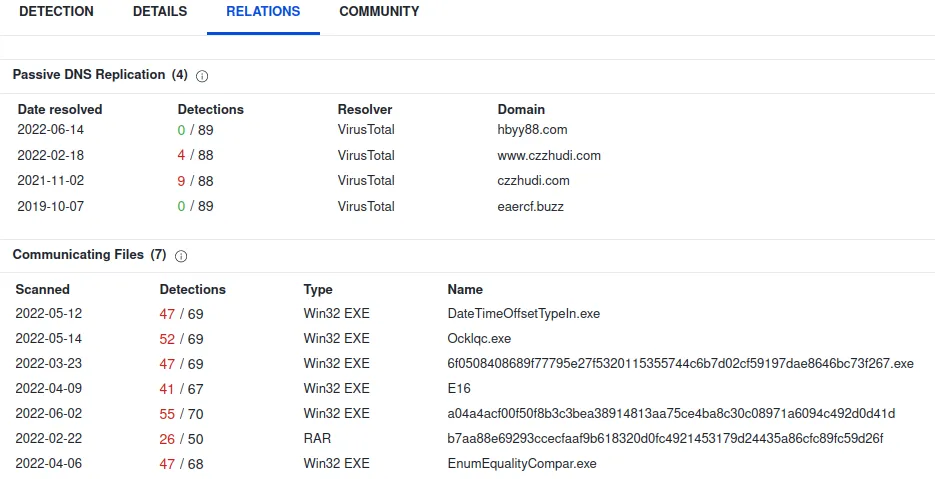 DETECTION DETAILS RELATIONS COMMUNITY
Passive DNS Replication (4)
Date resolved Detections Resolver Domain
2022-06-14 0 / 89 VirusTotal hbyy88.com
2022-02-18 4 / 88 VirusTotal www.czzhudi.com
2021-11-02 9 / 88 VirusTotal czzhudi.com
2019-10-07 0 / 89 VirusTotal eaercf.buzz
Communicating Files (7)
Scanned Detections Type Name
2022-05-12 47 / 69 Win32 EXE DateTimeOffsetTypeIn.exe
2022-05-14 52 / 69 Win32 EXE Ocklqc.exe
2022-03-23 47 / 69 Win32 EXE 6f0508408689f77795e27f5320115355744c6b7d02cf59197dae8646bc73f267.exe
2022-04-09 41 / 67 Win32 EXE E16
2022-06-02 55 / 70 Win32 EXE a04a4acf00f50f8b3c3bea38914813aa75ce4ba8c30c08971a6094c492d0d41d
2022-02-22 26 / 50 RAR b7aa88e69293ccecfaaf9b618320d0fc4921453179d24435a86cfc89fc59d26f
2022-04-06 47 / 68 Win32 EXE EnumEqualityCompar.exe